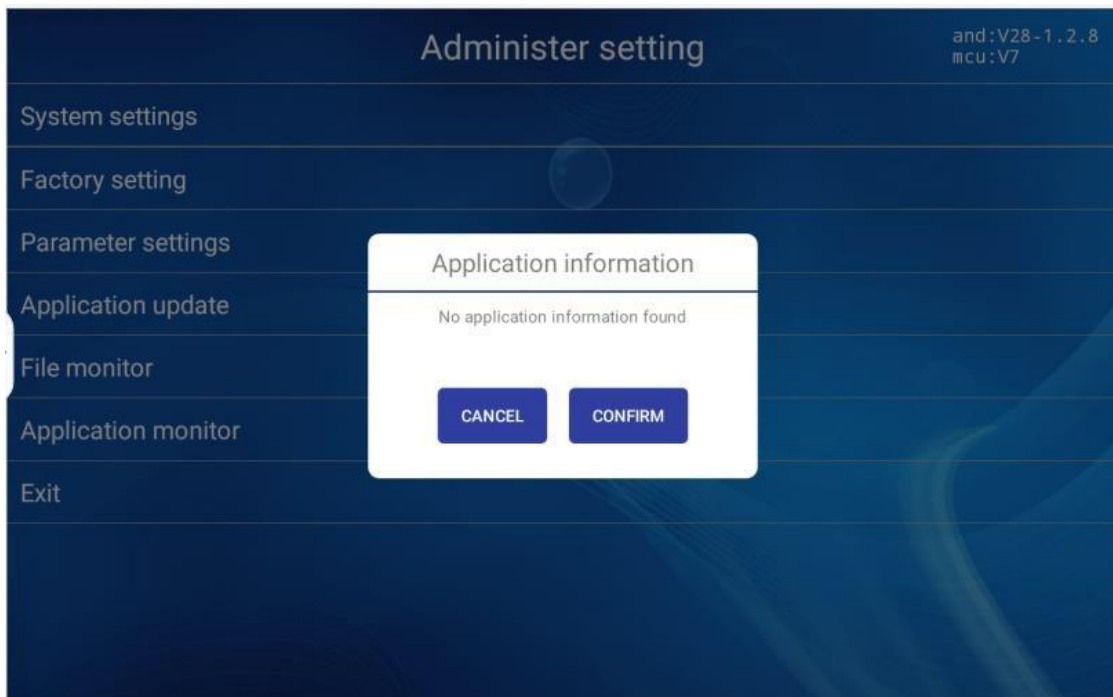 Administer setting
and:V28-1.2.8
mcu:V7
System settings
Factory setting
Parameter settings
Application update
File monitor
Application monitor
Exit
Application information
No application information found
CANCEL
CONFIRM